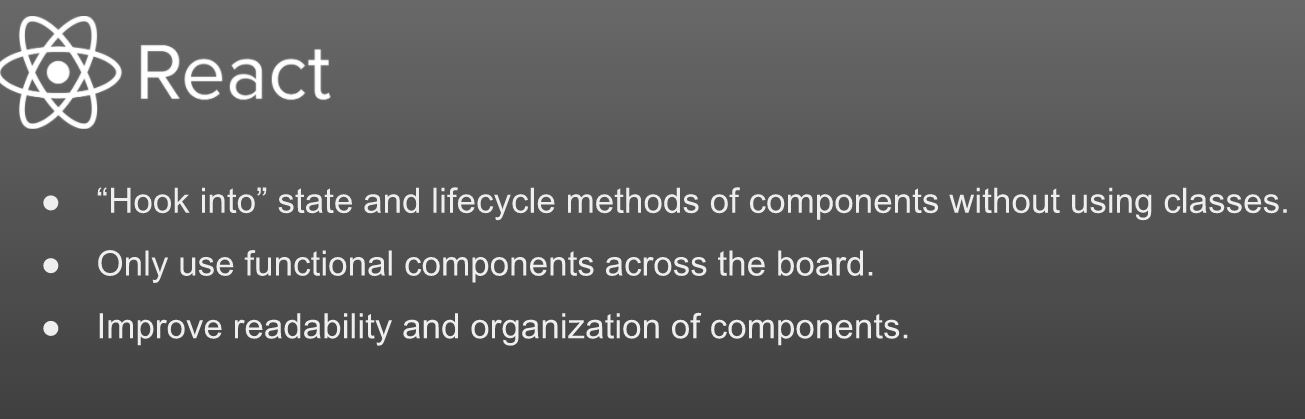 React
● “Hook into” state and lifecycle methods of components without using classes.
● Only use functional components across the board.
● Improve readability and organization of components.